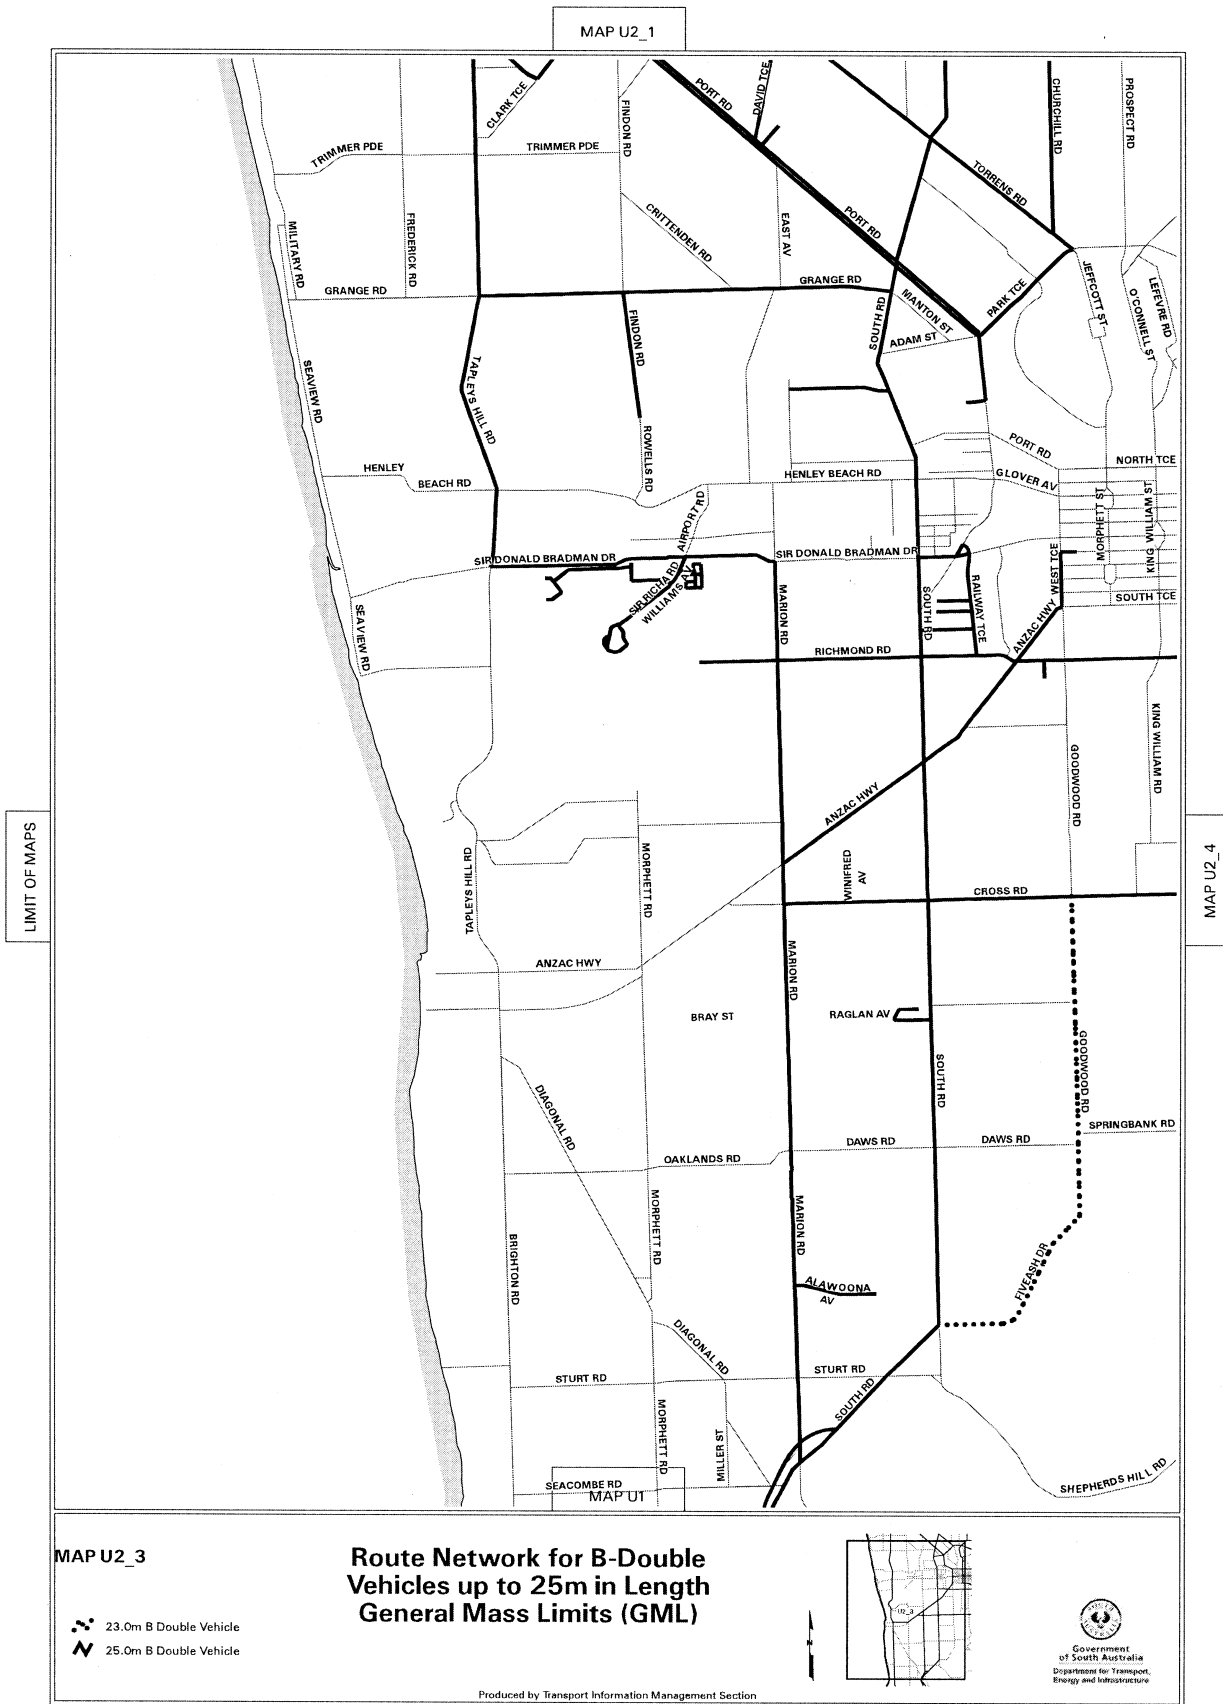 MAP U2_1
CLARK TCE
FINDON RD
PORT RD
DAVID TCE
CHURCHILL RD
PROSPECT RD
TRIMMER PDE
TRIMMER PDE
TORRENS RD
MILITARY RD
FREDERICK RD
CRITTENDEN RD
EAST AV
PORT RD
GRANGE RD
GRANGE RD
SOUTH RD
MANTON ST
PARK TCE
JEFFCOTT ST
O'CONNELL ST
LEFEVRE RD
ADAM ST
FINDON RD
SEAVIEW RD
TAPLEYS HILL RD
ROWELLS RD
PORT RD
NORTH TCE
HENLEY
BEACH RD
HENLEY BEACH RD
GLOVER AV
MORPHETT ST
KING WILLIAM ST
AIRPORT RD
SIR DONALD BRADMAN DR
SIR DONALD BRADMAN DR
WEST TCE
SIR RICHARD
WILLIAMS AV
MARION RD
SOUTH RD
RAILWAY TCE
ANZAC HWY
SOUTH TCE
SEAVIEW RD
RICHMOND RD
KING WILLIAM RD
GOODWOOD RD
ANZAC HWY
LIMIT OF MAPS
MAP U2_4
TAPLEYS HILL RD
MORPHETT RD
WINIFRED
AV
CROSS RD
ANZAC HWY
MARION RD
BRAY ST
RAGLAN AV
GOODWOOD RD
SOUTH RD
DIAGONAL RD
SPRINGBANK RD
DAWS RD
DAWS RD
OAKLANDS RD
MORPHETT RD
MARION RD
BRIGHTON RD
FIVEASH DR
ALAWOONA
AV
DIAGONAL RD
STURT RD
STURT RD
SOUTH RD
MORPHETT RD
MILLER ST
SEACOMBE RD
SHEPHERDS HILL RD
MAP U1
MAP U2_3
Route Network for B-Double
Vehicles up to 25m in Length
General Mass Limits (GML)
23.0m B Double Vehicle
25.0m B Double Vehicle
N
U2_3
Government
of South Australia
Department for Transport,
Energy and Infrastructure
Produced by Transport Information Management Section